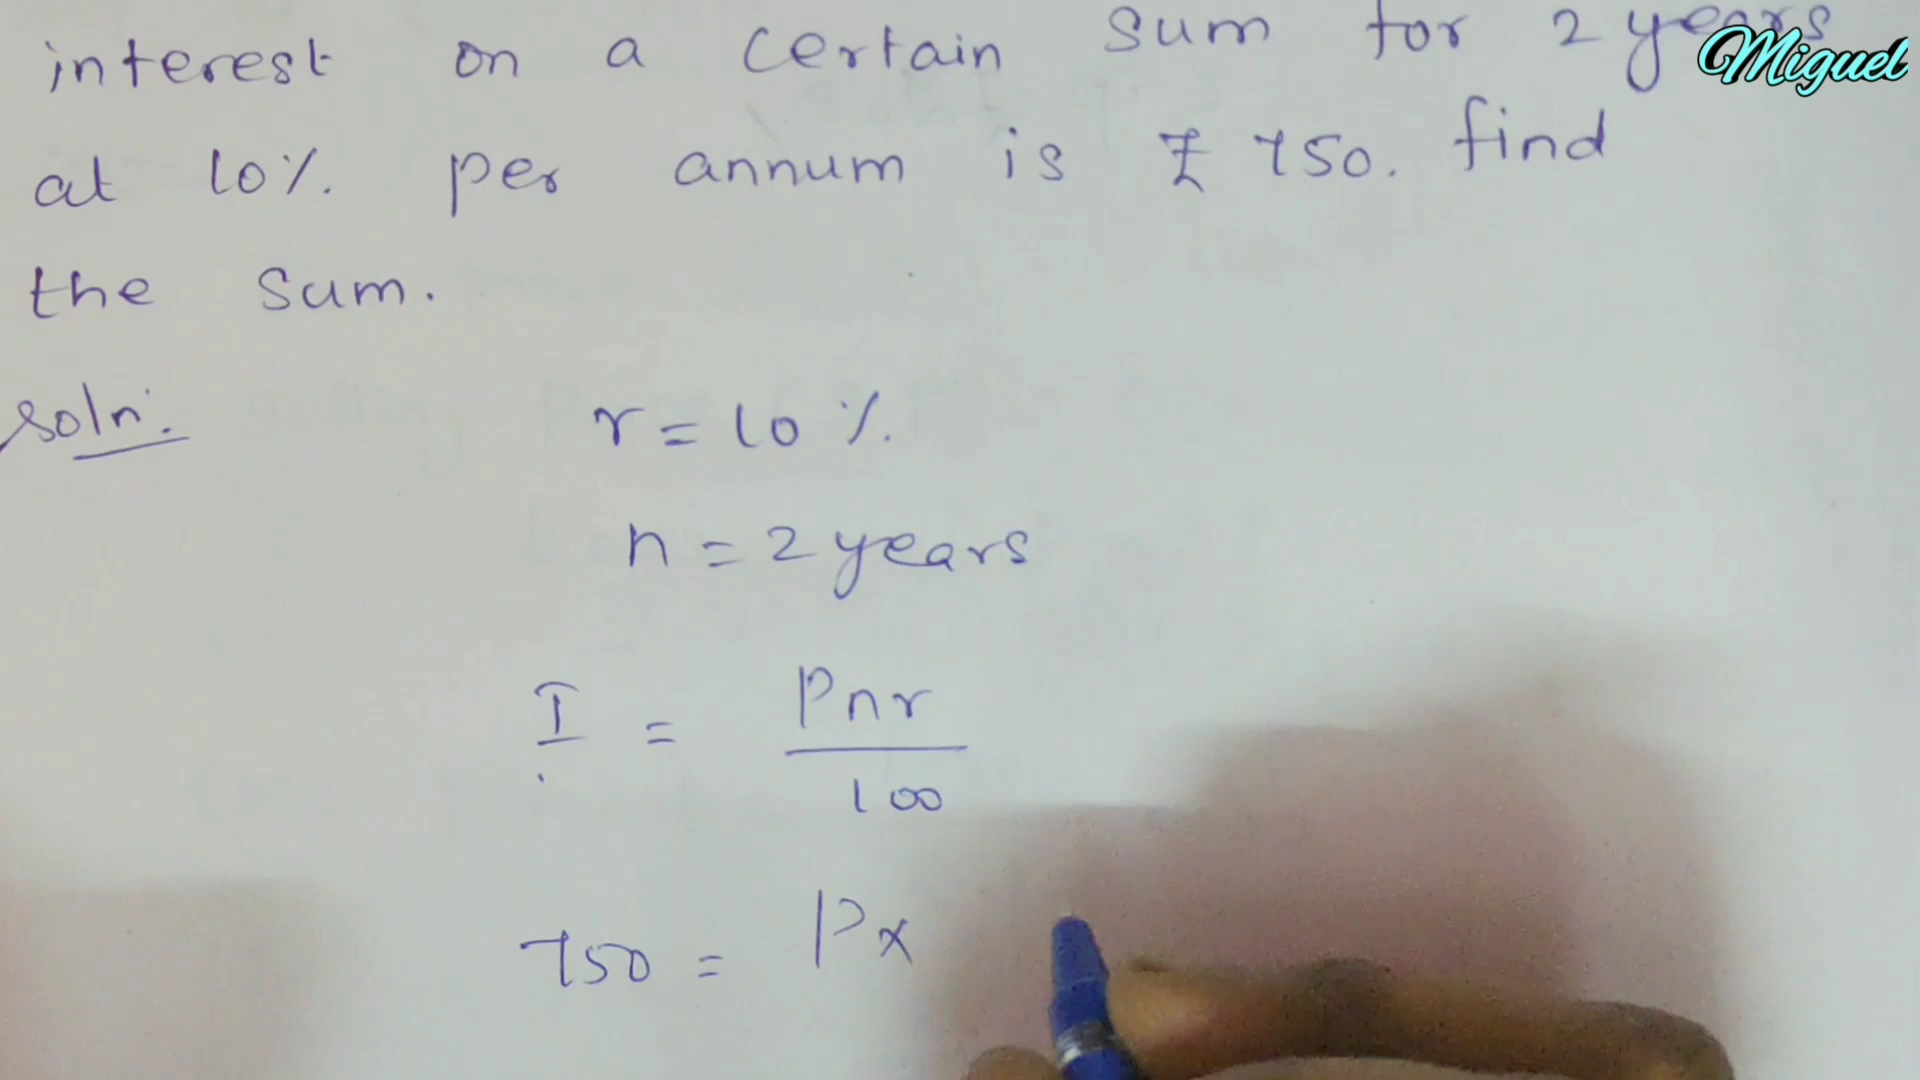 interest on a certain sum for 2 years
Miguel
at 10%. per annum is ₹ 750. find
the sum.
soln:
r = 10 %.
n = 2 years
I = Pnr
100
750 = Px